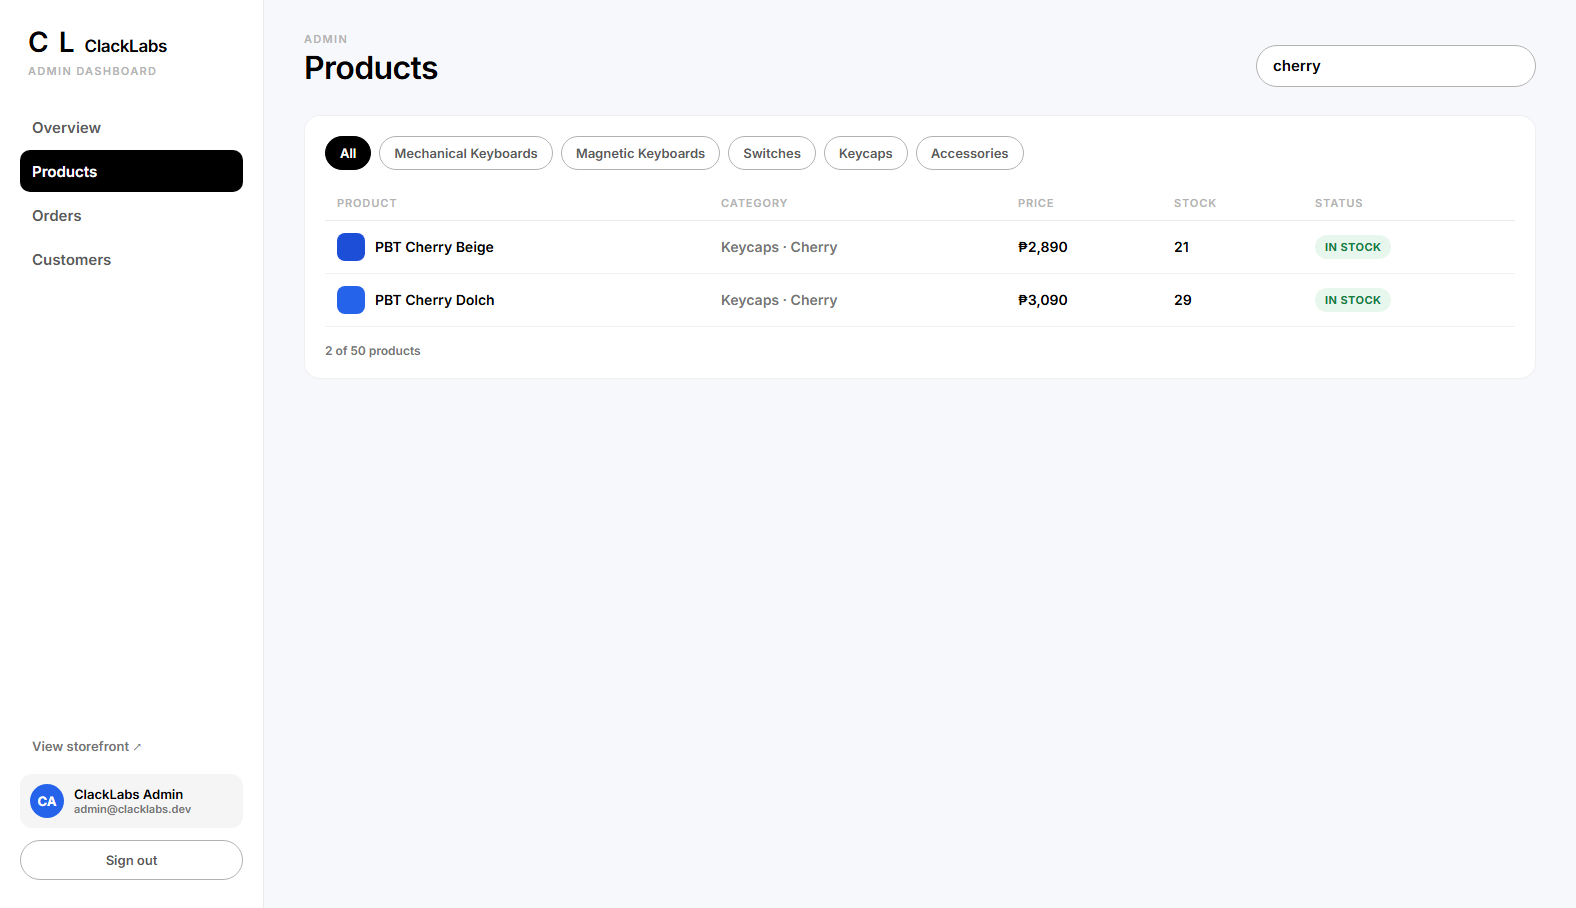 C L ClackLabs
ADMIN DASHBOARD
Overview
Products
Orders
Customers
View storefront ↗
CA
ClackLabs Admin
admin@clacklabs.dev
Sign out
ADMIN
Products
cherry
All Mechanical Keyboards Magnetic Keyboards Switches Keycaps Accessories
PRODUCT CATEGORY PRICE STOCK STATUS
PBT Cherry Beige Keycaps · Cherry ₱2,890 21 IN STOCK
PBT Cherry Dolch Keycaps · Cherry ₱3,090 29 IN STOCK
2 of 50 products